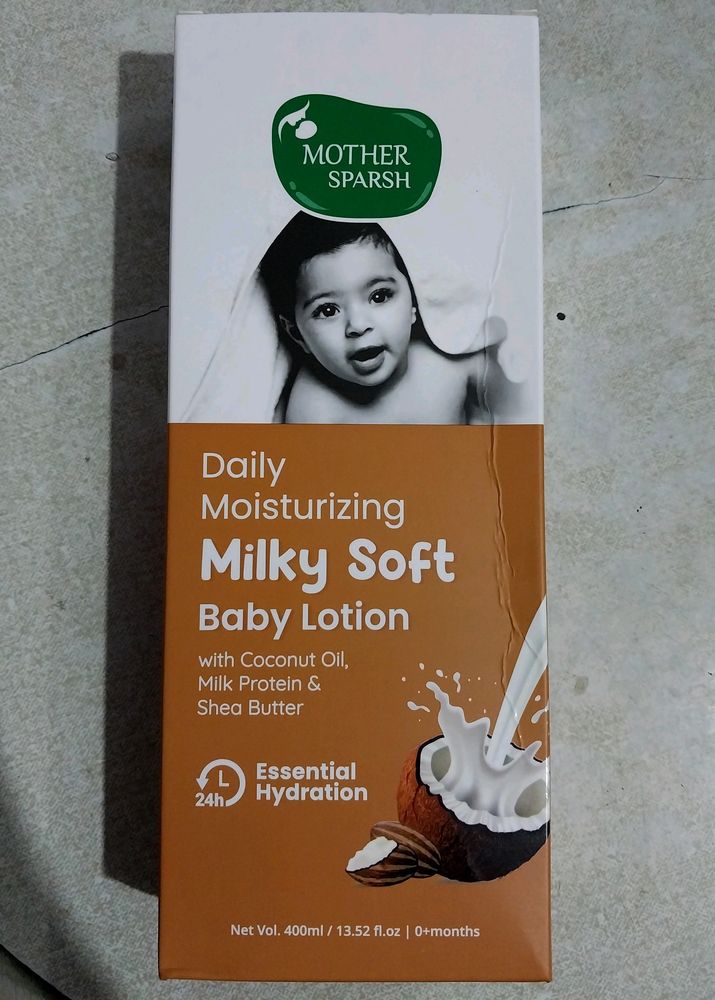 MOTHER
SPARSH
Daily
Moisturizing
Milky Soft
Baby Lotion
with Coconut Oil,
Milk Protein &
Shea Butter
24h
Essential
Hydration
Net Vol. 400ml / 13.52 fl.oz | 0+months